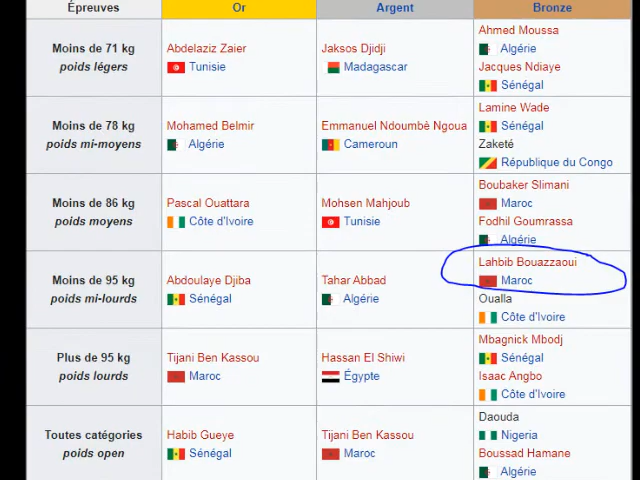 Épreuves Or Argent Bronze
Moins de 71 kg
poids légers
Abdelaziz Zaier
Tunisie
Jaksos Djidji
Madagascar
Ahmed Moussa
Algérie
Jacques Ndiaye
Sénégal
Moins de 78 kg
poids mi-moyens
Mohamed Belmir
Algérie
Emmanuel Ndoumbè Ngoua
Cameroun
Lamine Wade
Sénégal
Zaketé
République du Congo
Moins de 86 kg
poids moyens
Pascal Ouattara
Côte d'Ivoire
Mohsen Mahjoub
Tunisie
Boubaker Slimani
Maroc
Fodhil Goumrassa
Algérie
Moins de 95 kg
poids mi-lourds
Abdoulaye Djiba
Sénégal
Tahar Abbad
Algérie
Lahbib Bouazzaoui
Maroc
Oualla
Côte d'Ivoire
Plus de 95 kg
poids lourds
Tijani Ben Kassou
Maroc
Hassan El Shiwi
Égypte
Mbagnick Mbodj
Sénégal
Isaac Angbo
Côte d'Ivoire
Toutes catégories
poids open
Habib Gueye
Sénégal
Tijani Ben Kassou
Maroc
Daouda
Nigeria
Boussad Hamane
Algérie